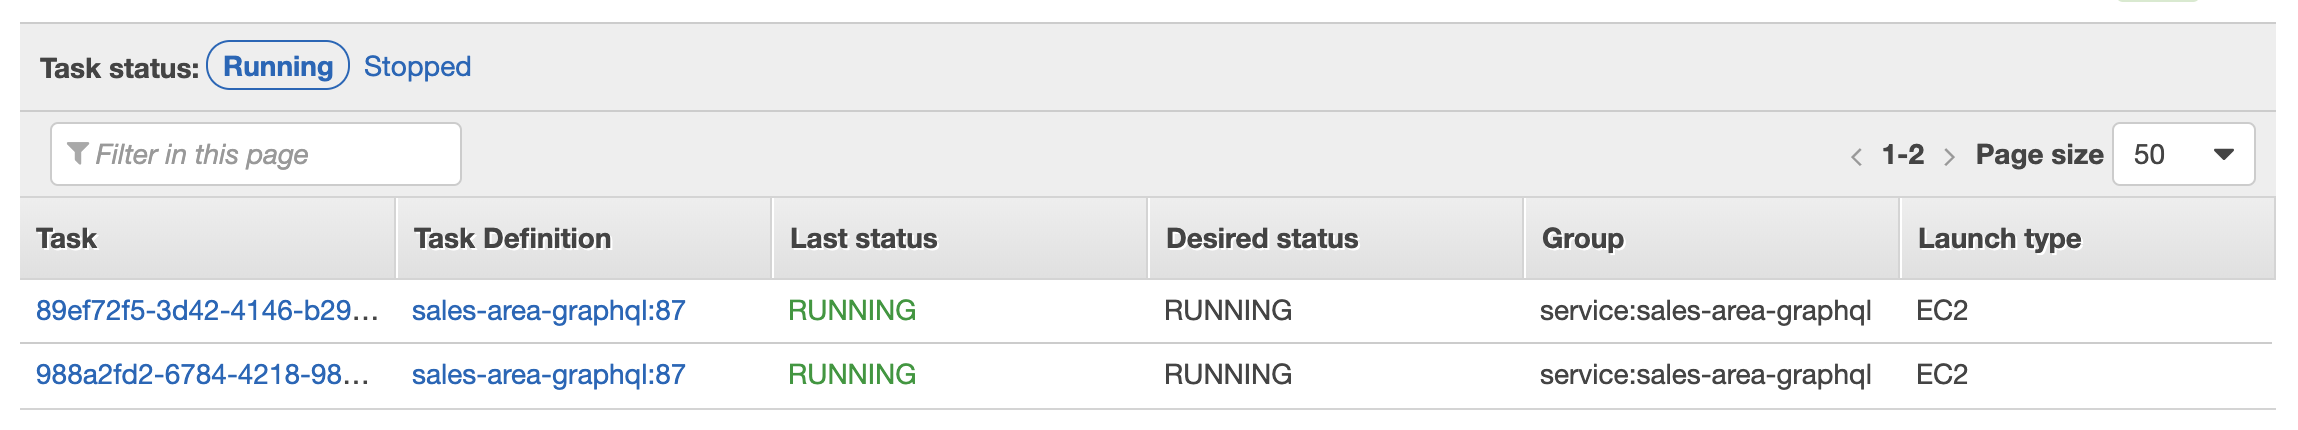 Task status: Running Stopped
Filter in this page < 1-2 > Page size 50
Task Task Definition Last status Desired status Group Launch type
89ef72f5-3d42-4146-b29... sales-area-graphql:87 RUNNING RUNNING service:sales-area-graphql EC2
988a2fd2-6784-4218-98... sales-area-graphql:87 RUNNING RUNNING service:sales-area-graphql EC2